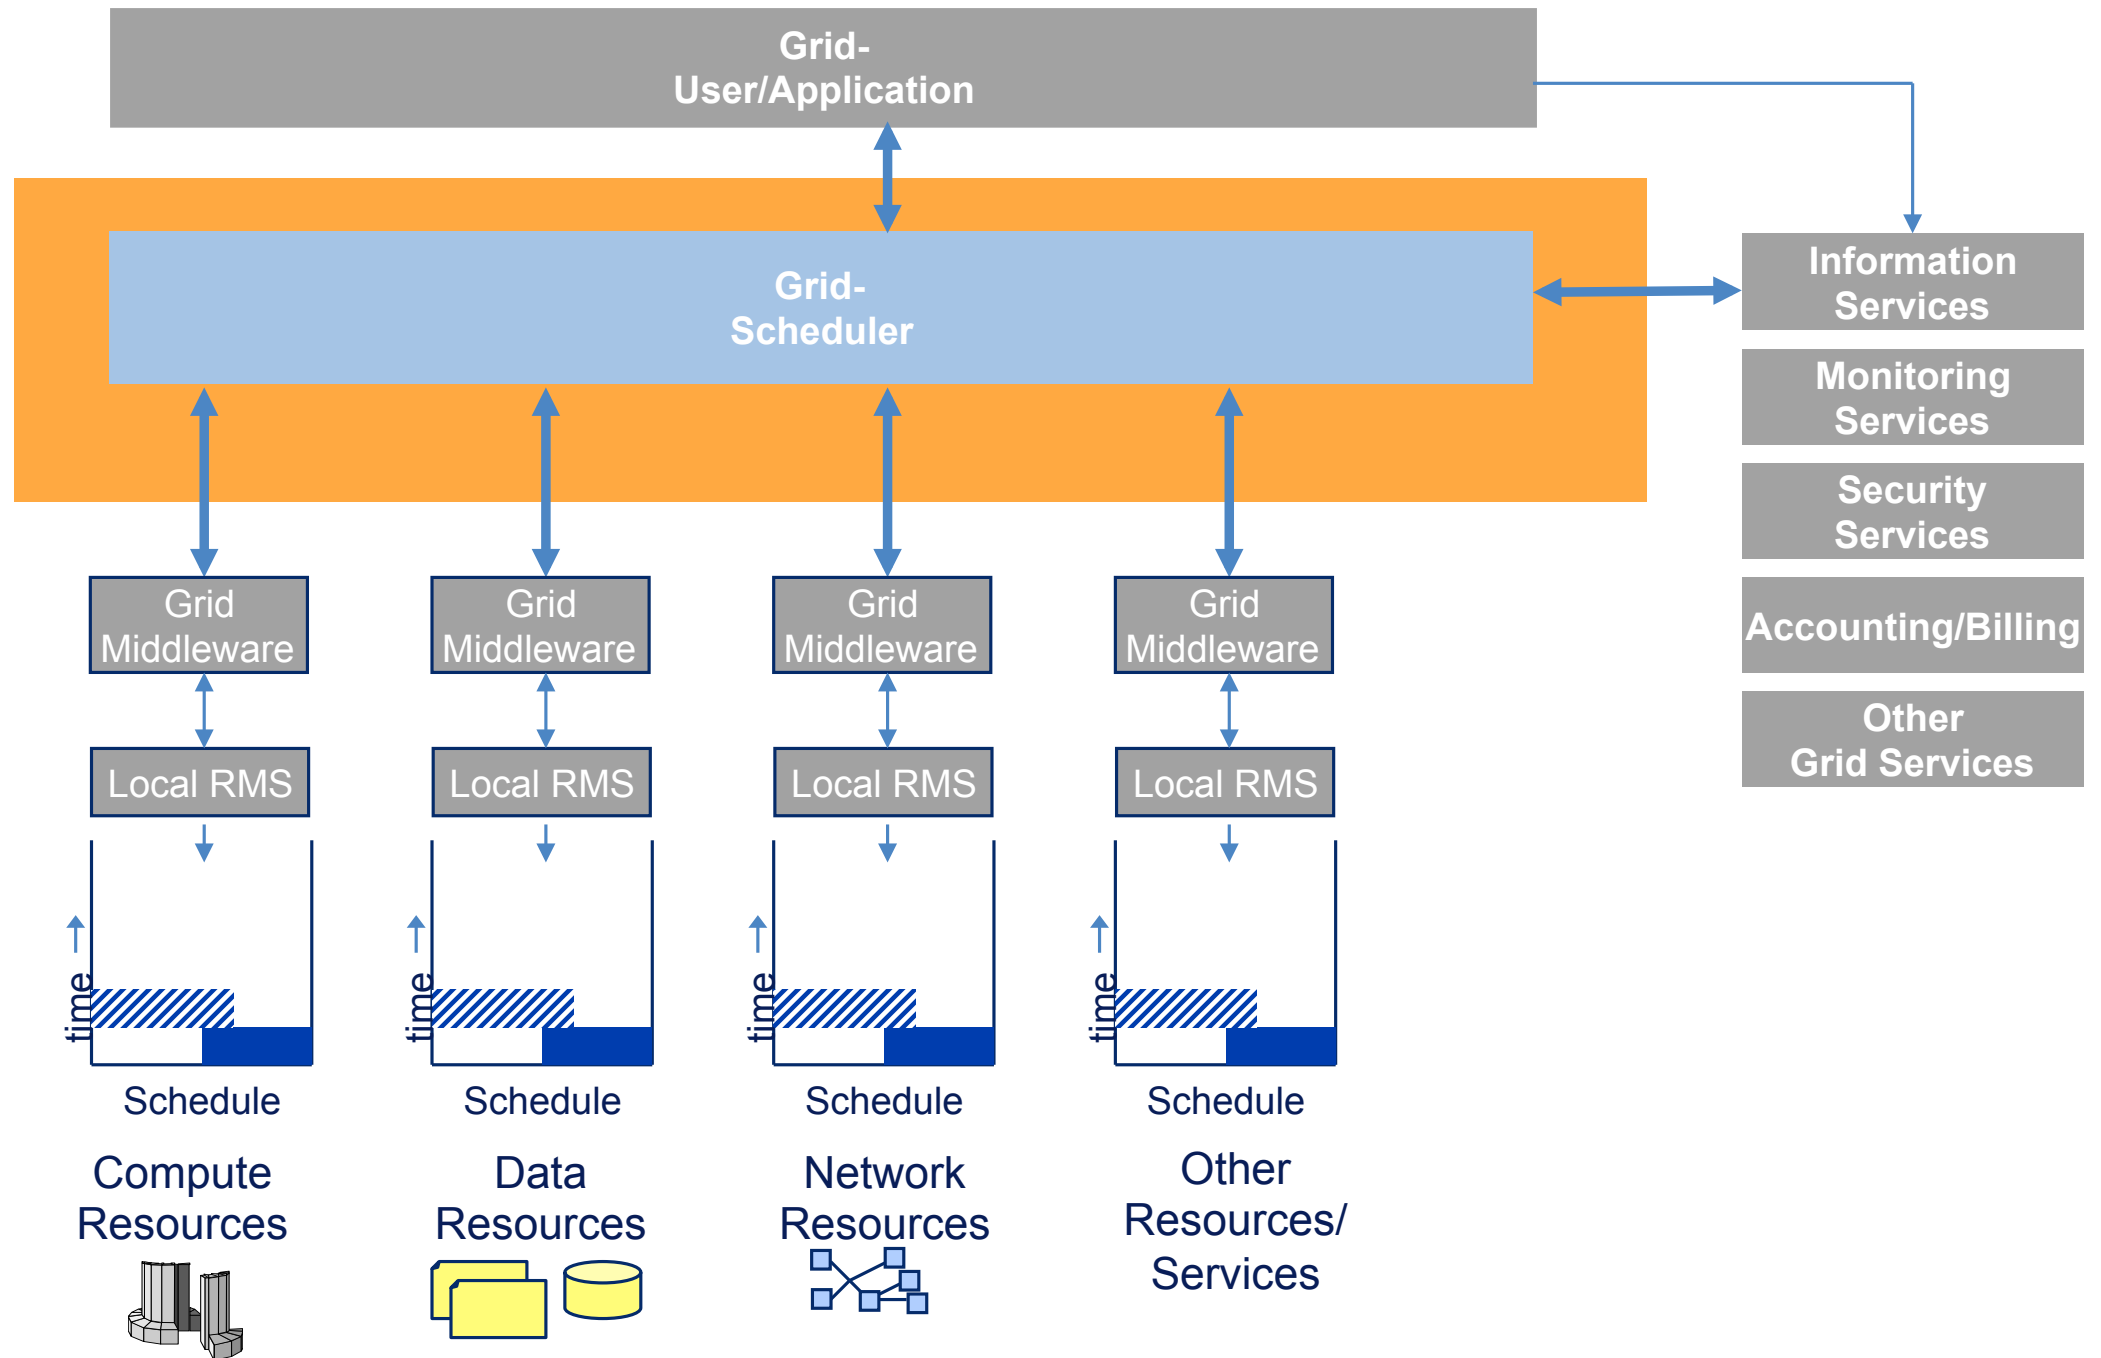 Grid-
User/Application
Grid-
Scheduler
Information
Services
Monitoring
Services
Security
Services
Accounting/Billing
Other
Grid Services
Grid
Middleware
Grid
Middleware
Grid
Middleware
Grid
Middleware
Local RMS
Local RMS
Local RMS
Local RMS
time
time
time
time
Schedule
Schedule
Schedule
Schedule
Compute
Resources
Data
Resources
Network
Resources
Other
Resources/
Services